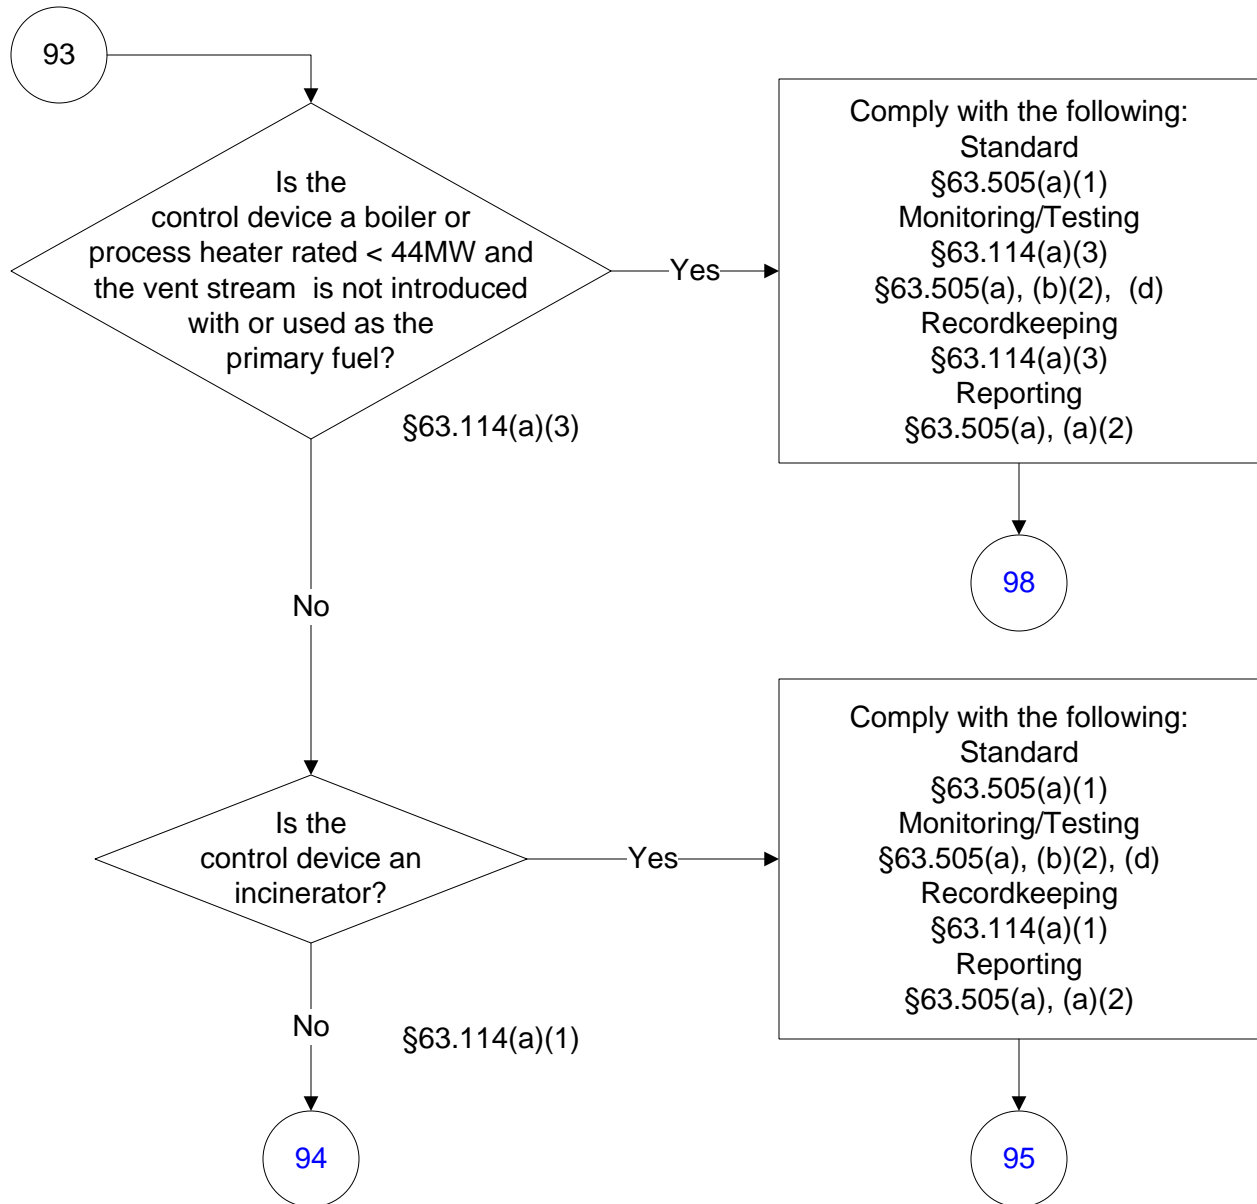 93
Is the
control device a boiler or
process heater rated < 44MW and
the vent stream  is not introduced
with or used as the
primary fuel?
Yes
§63.114(a)(3)
No
Comply with the following:
Standard
§63.505(a)(1)
Monitoring/Testing
§63.114(a)(3)
§63.505(a), (b)(2),  (d)
Recordkeeping
§63.114(a)(3)
Reporting
§63.505(a), (a)(2)
98
Is the
control device an
incinerator?
Yes
No
§63.114(a)(1)
94
Comply with the following:
Standard
§63.505(a)(1)
Monitoring/Testing
§63.505(a), (b)(2), (d)
Recordkeeping
§63.114(a)(1)
Reporting
§63.505(a), (a)(2)
95